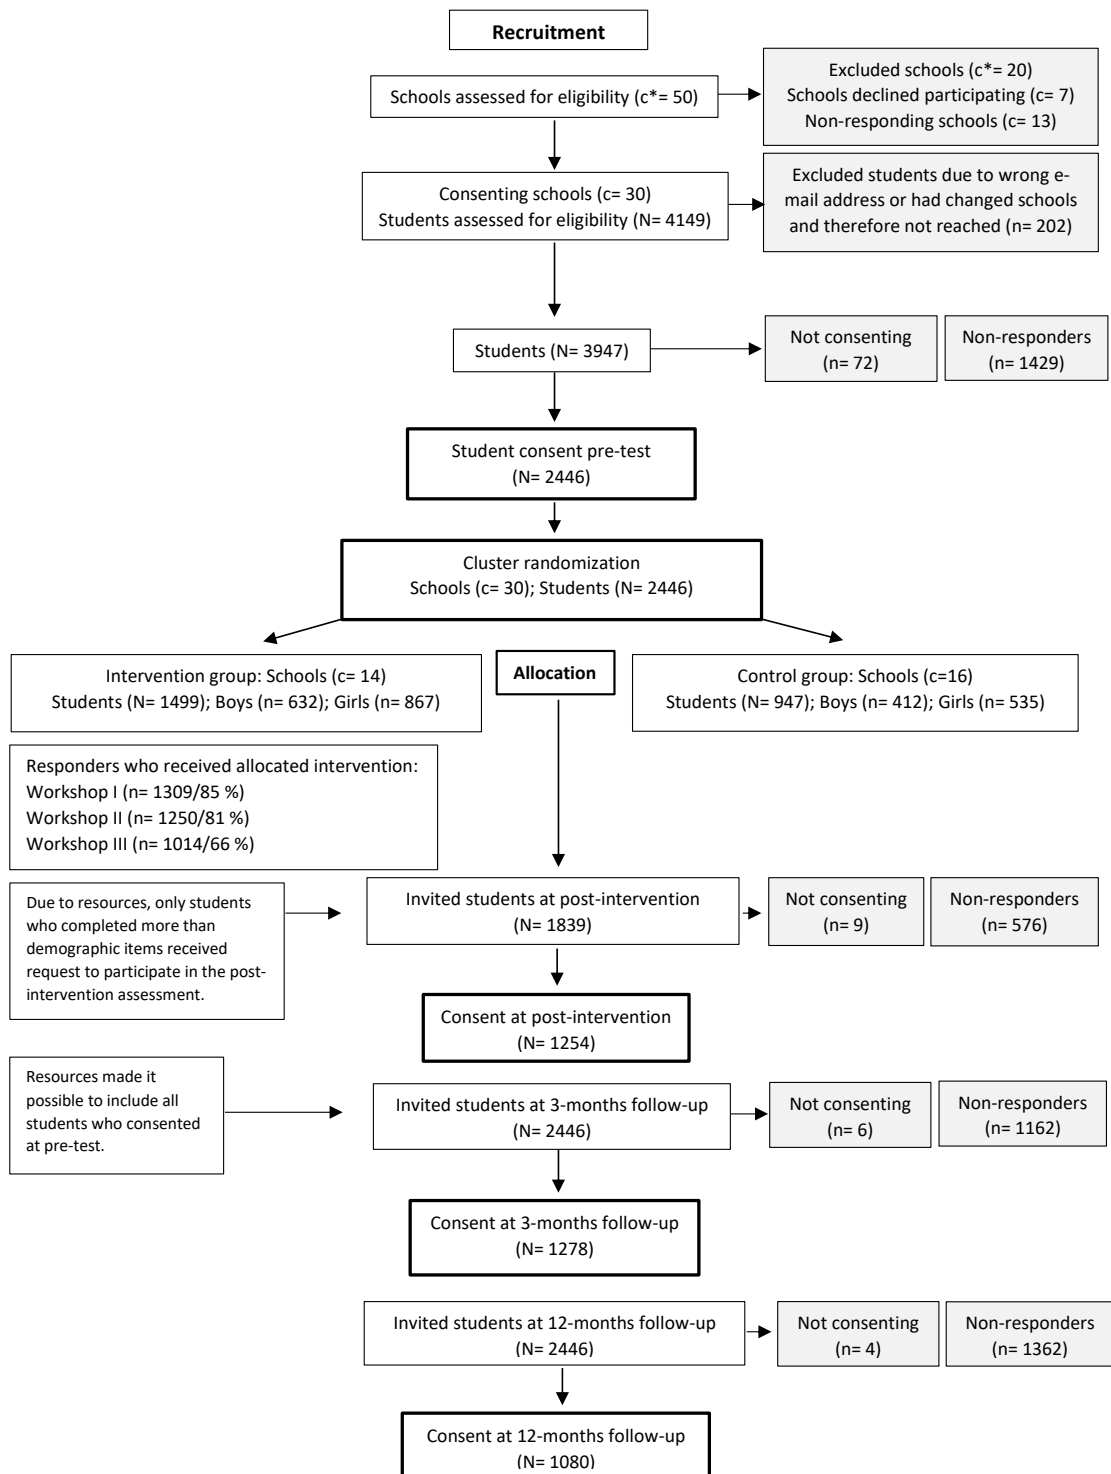 Recruitment
Schools assessed for eligibility (c*= 50)
Excluded schools (c*= 20)
Schools declined participating (c= 7)
Non-responding schools (c= 13)
Consenting schools (c= 30)
Students assessed for eligibility (N= 4149)
Excluded students due to wrong e-
mail address or had changed schools
and therefore not reached (n= 202)
Students (N= 3947)
Not consenting
(n= 72)
Non-responders
(n= 1429)
Student consent pre-test
(N= 2446)
Cluster randomization
Schools (c= 30); Students (N= 2446)
Intervention group: Schools (c= 14)
Students (N= 1499); Boys (n= 632); Girls (n= 867)
Allocation
Control group: Schools (c=16)
Students (N= 947); Boys (n= 412); Girls (n= 535)
Responders who received allocated intervention:
Workshop I (n= 1309/85 %)
Workshop II (n= 1250/81 %)
Workshop III (n= 1014/66 %)
Due to resources, only students
who completed more than
demographic items received
request to participate in the post-
intervention assessment.
Invited students at post-intervention
(N= 1839)
Not consenting
(n= 9)
Non-responders
(n= 576)
Consent at post-intervention
(N= 1254)
Resources made it
possible to include all
students who consented
at pre-test.
Invited students at 3-months follow-up
(N= 2446)
Not consenting
(n= 6)
Non-responders
(n= 1162)
Consent at 3-months follow-up
(N= 1278)
Invited students at 12-months follow-up
(N= 2446)
Not consenting
(n= 4)
Non-responders
(n= 1362)
Consent at 12-months follow-up
(N= 1080)